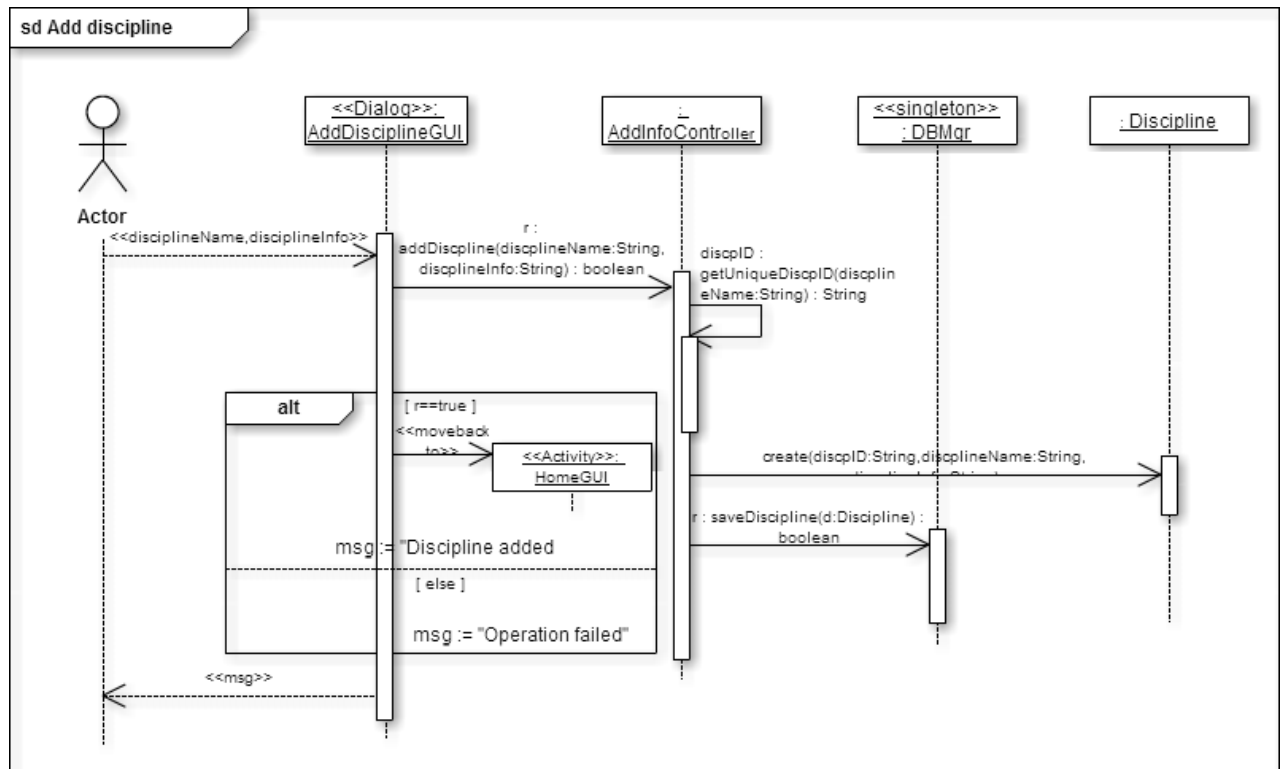 sd Add discipline
<<Dialog>>:
AddDisciplineGUI
:
AddInfoController
<<singleton>>
: DBMgr
: Discipline
Actor
<<disciplineName,disciplineInfo>>
r :
addDiscpline(discplineName:String,
discplineInfo:String) : boolean
discpID :
getUniqueDiscpID(discplin
eName:String) : String
alt
[ r==true ]
<<moveback
to>>
<<Activity>>:
HomeGUI
create(discpID:String,discplineName:String,
r : saveDiscipline(d:Discipline) :
boolean
msg := "Discipline added
[ else ]
msg := "Operation failed"
<<msg>>